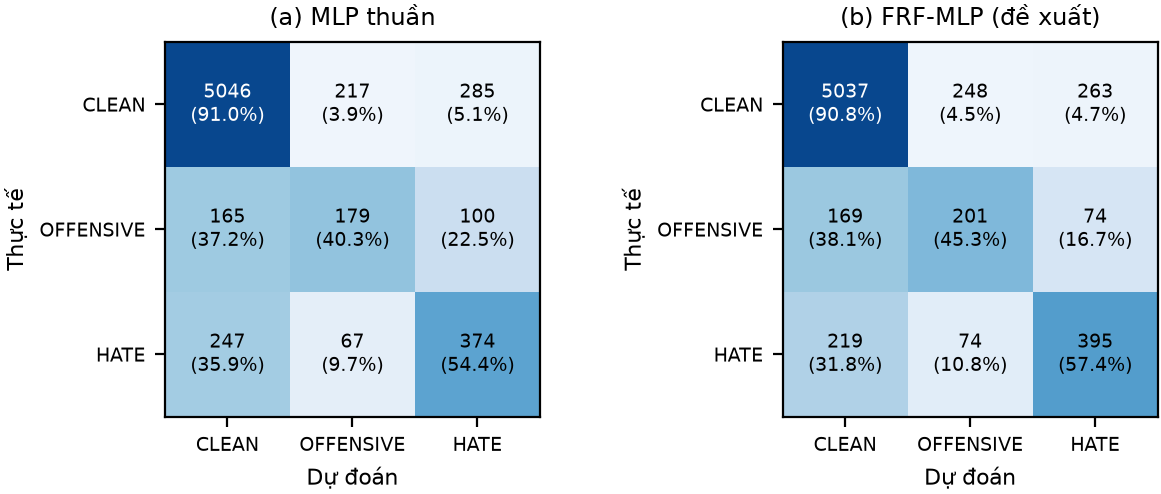 (a) MLP thuần
Thực tế
CLEAN
5046
(91.0%)
217
(3.9%)
285
(5.1%)
OFFENSIVE
165
(37.2%)
179
(40.3%)
100
(22.5%)
HATE
247
(35.9%)
67
(9.7%)
374
(54.4%)
CLEAN
OFFENSIVE
HATE
Dự đoán
(b) FRF-MLP (đề xuất)
Thực tế
CLEAN
5037
(90.8%)
248
(4.5%)
263
(4.7%)
OFFENSIVE
169
(38.1%)
201
(45.3%)
74
(16.7%)
HATE
219
(31.8%)
74
(10.8%)
395
(57.4%)
CLEAN
OFFENSIVE
HATE
Dự đoán